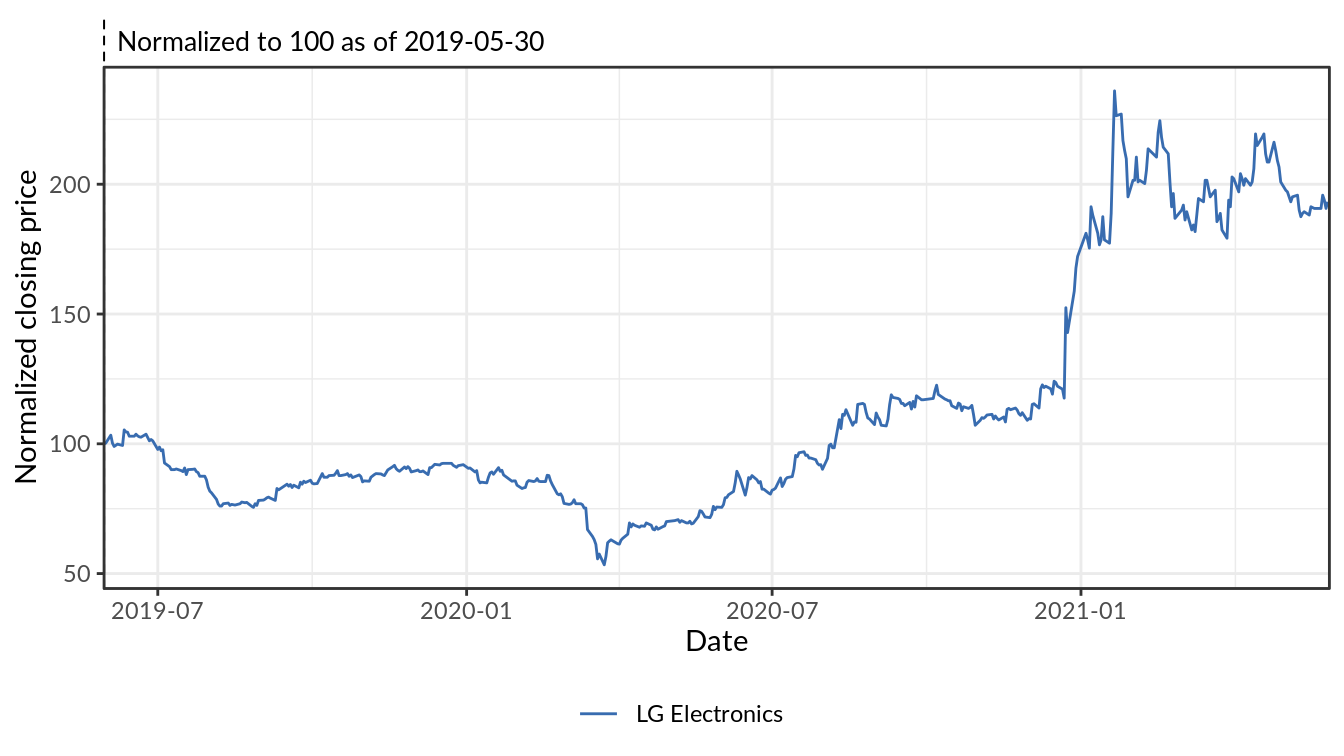 Normalized to 100 as of 2019-05-30
Normalized closing price
200
150
100
50
2019-07
2020-01
2020-07
2021-01
Date
LG Electronics